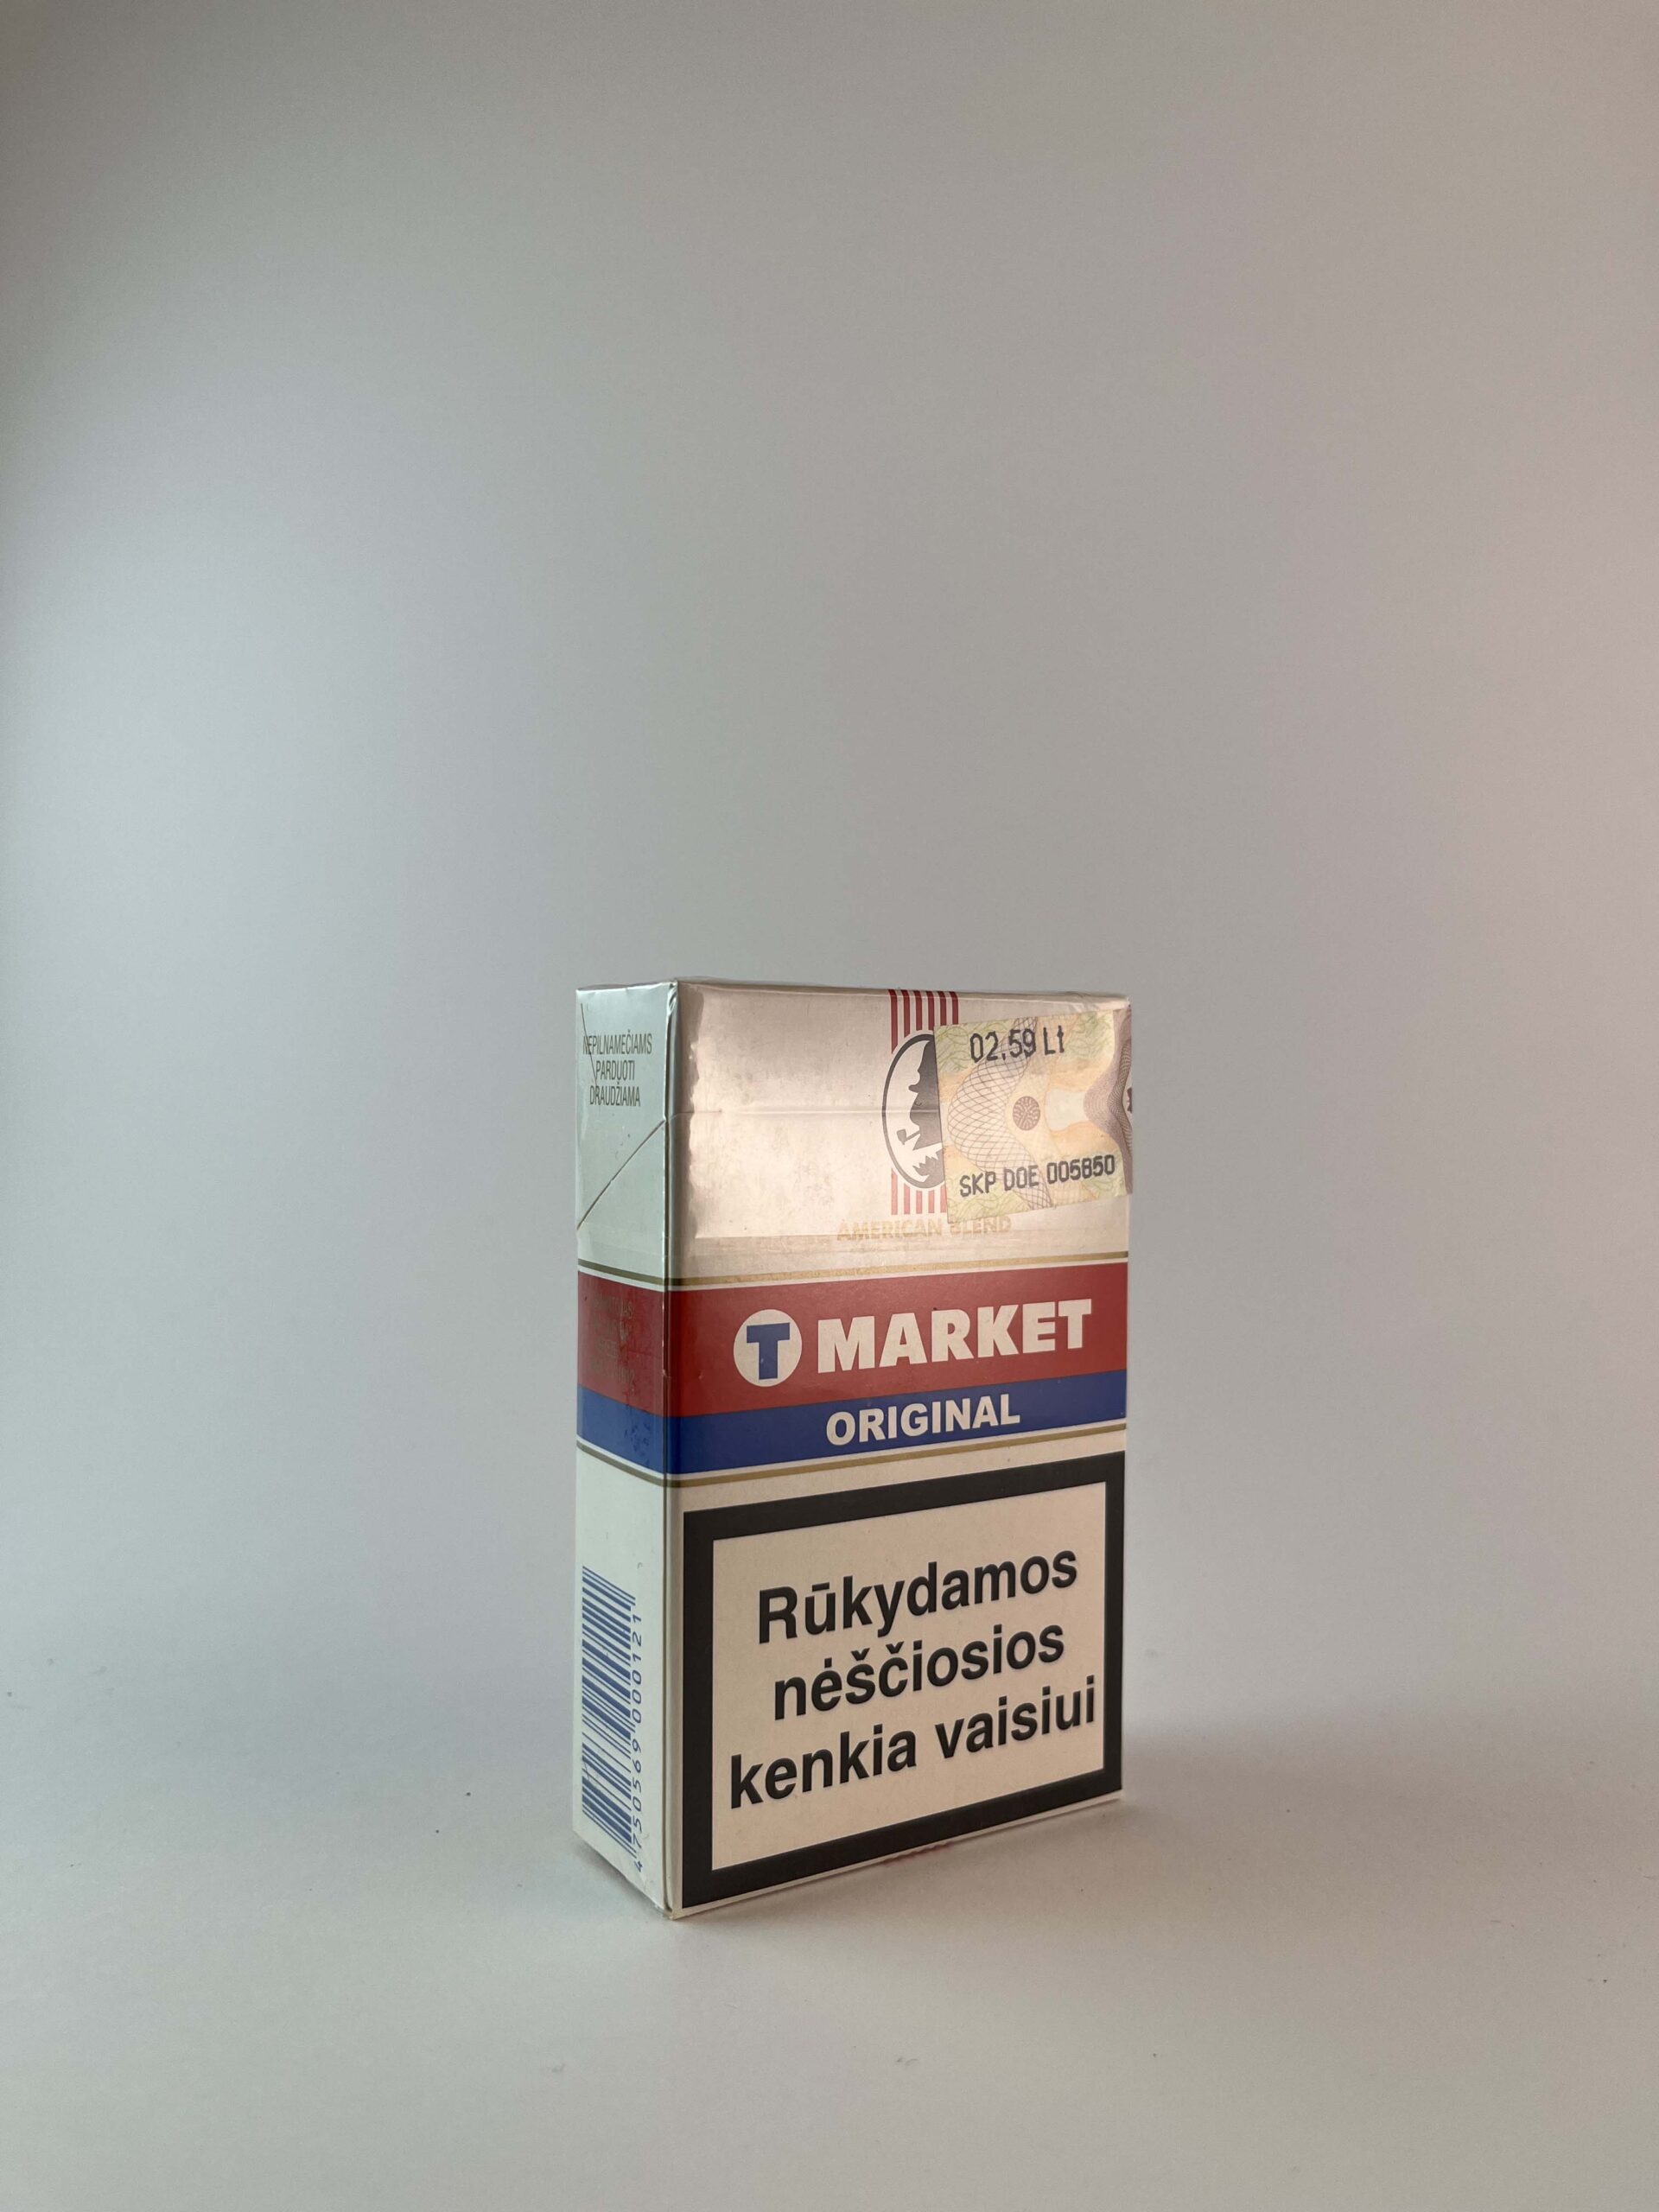 NEPILNAMEČIAMS
PARDUOTI
DRAUDŽIAMA
02,59 Lt
SKP DOE 005850
AMERICAN BLEND
T MARKET
ORIGINAL
Rūkydamos
nėščiosios
kenkia vaisiui
4750569000121